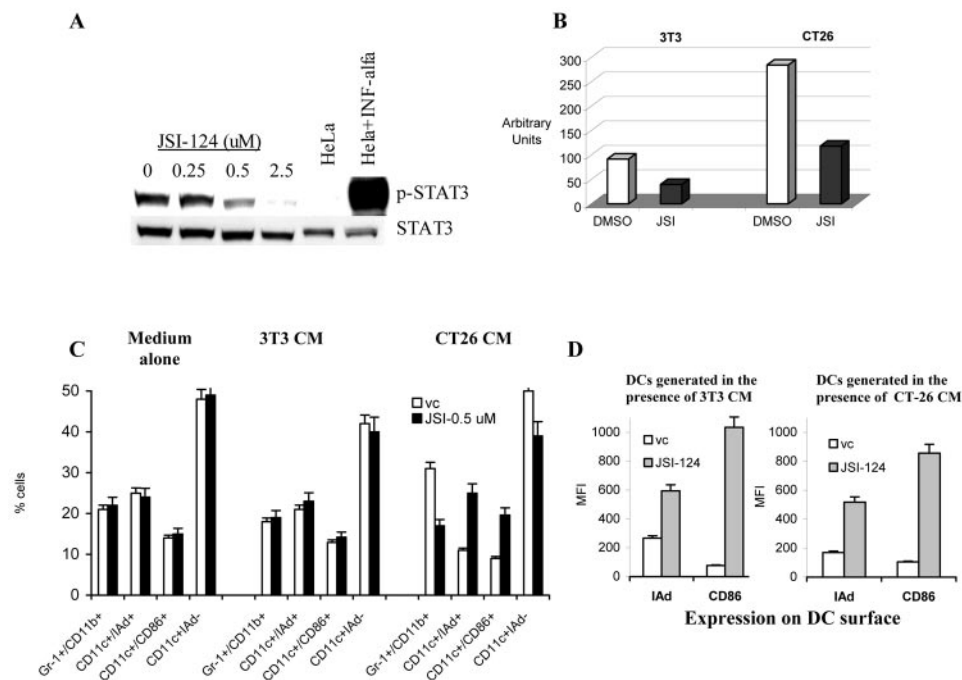 A
JSI-124 (uM)
0 0.25 0.5 2.5
HeLa
Hela+INF-alfa
p-STAT3
STAT3
B
3T3 CT26
Arbitrary
Units
300
250
200
150
100
50
0
DMSO JSI DMSO JSI
C
Medium
alone
3T3 CM
CT26 CM
vc
JSI-0.5 uM
% cells
50
40
30
20
10
0
Gr-1+/CD11b+
CD11c+/IAd+
CD11c+/CD86+
CD11c+IAd-
Gr-1+/CD11b+
CD11c+/IAd+
CD11c+/CD86+
CD11c+IAd-
Gr-1+/CD11b+
CD11c+/IAd+
CD11c+/CD86+
CD11c+IAd-
D
DCs generated in the
presence of 3T3 CM
vc
JSI-124
MFI
1000
800
600
400
200
0
IAd CD86
DCs generated in the
presence of CT-26 CM
vc
JSI-124
MFI
1000
800
600
400
200
0
IAd CD86
Expression on DC surface